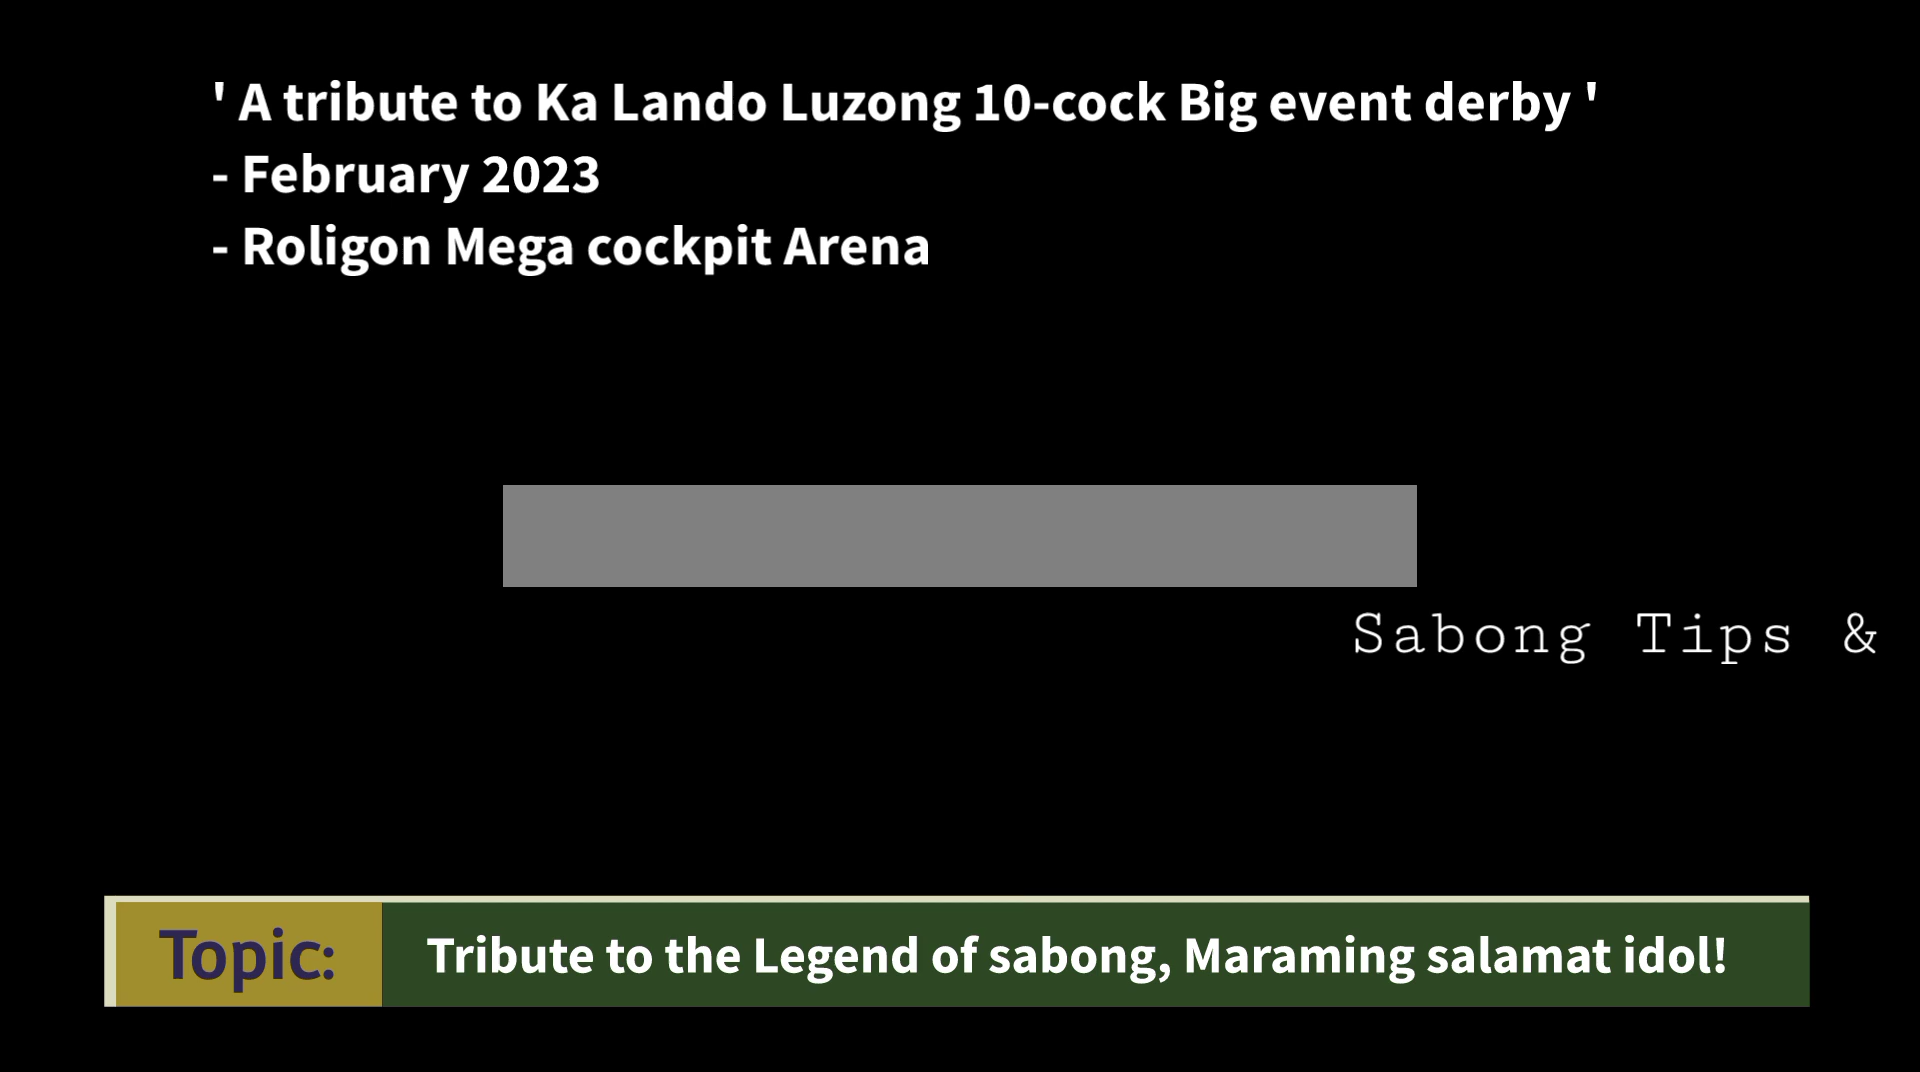 ' A tribute to Ka Lando Luzong 10-cock Big event derby '
- February 2023
- Roligon Mega cockpit Arena
Sabong Tips &
Topic: Tribute to the Legend of sabong, Maraming salamat idol!